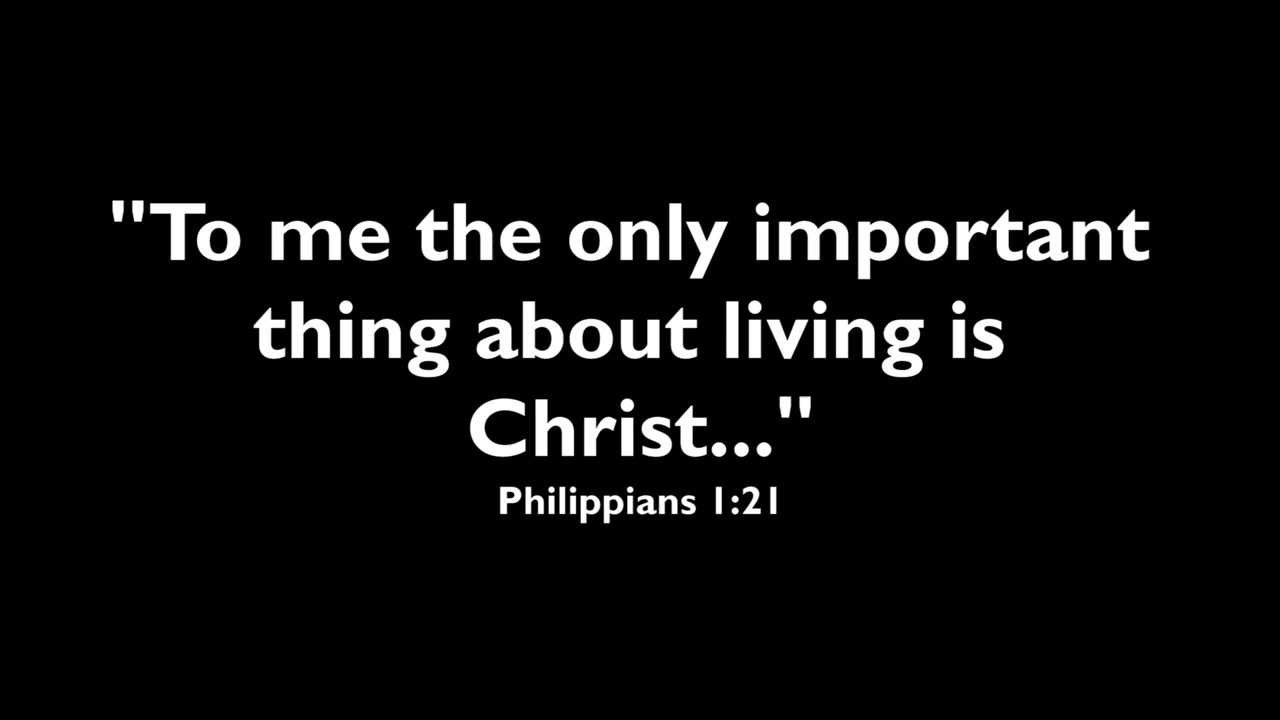 "To me the only important
thing about living is
Christ..."
Philippians 1:21